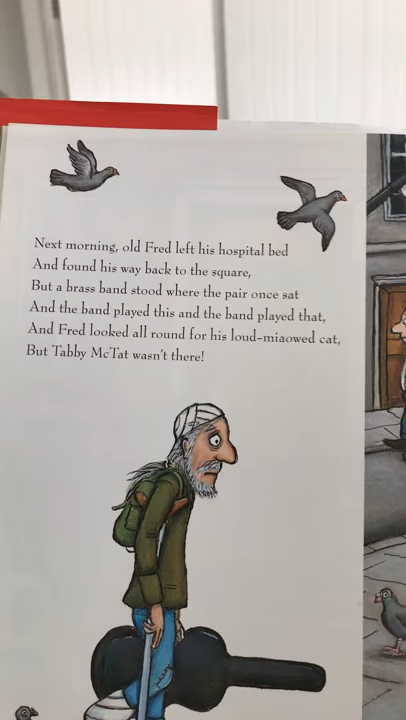 Next morning, old Fred left his hospital bed
And found his way back to the square,
But a brass band stood where the pair once sat
And the band played this and the band played that,
And Fred looked all round for his loud-miaowed cat,
But Tabby McTat wasn't there!